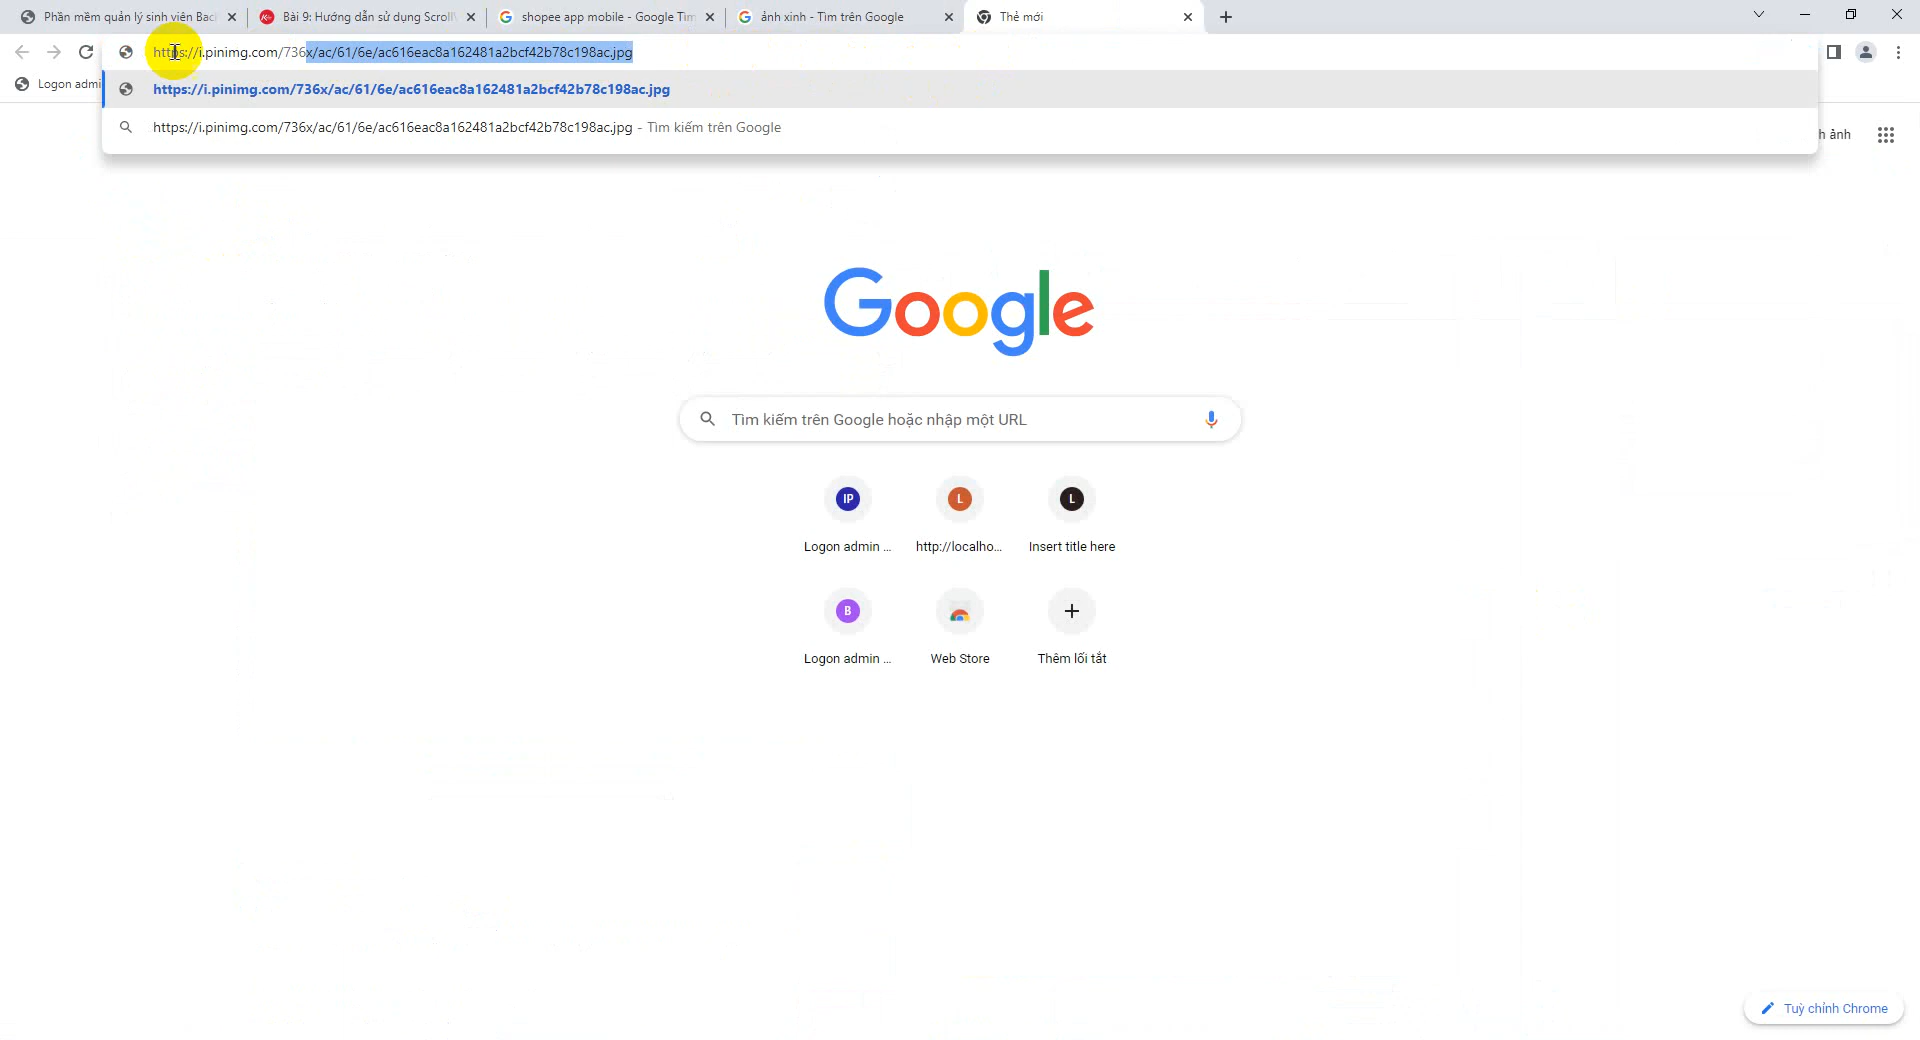 Phần mềm quản lý sinh viên Bac
Bài 9: Hướng dẫn sử dụng Scroll
shopee app mobile - Google Tìm
ảnh xinh - Tìm trên Google
Thẻ mới
https://i.pinimg.com/736x/ac/61/6e/ac616eac8a162481a2bcf42b78c198ac.jpg
Logon admi
https://i.pinimg.com/736x/ac/61/6e/ac616eac8a162481a2bcf42b78c198ac.jpg
https://i.pinimg.com/736x/ac/61/6e/ac616eac8a162481a2bcf42b78c198ac.jpg - Tìm kiếm trên Google
h ảnh
Google
Tìm kiếm trên Google hoặc nhập một URL
IP
L
L
Logon admin ...
http://localho...
Insert title here
B
Logon admin ...
Web Store
Thêm lối tắt
Tuỳ chỉnh Chrome